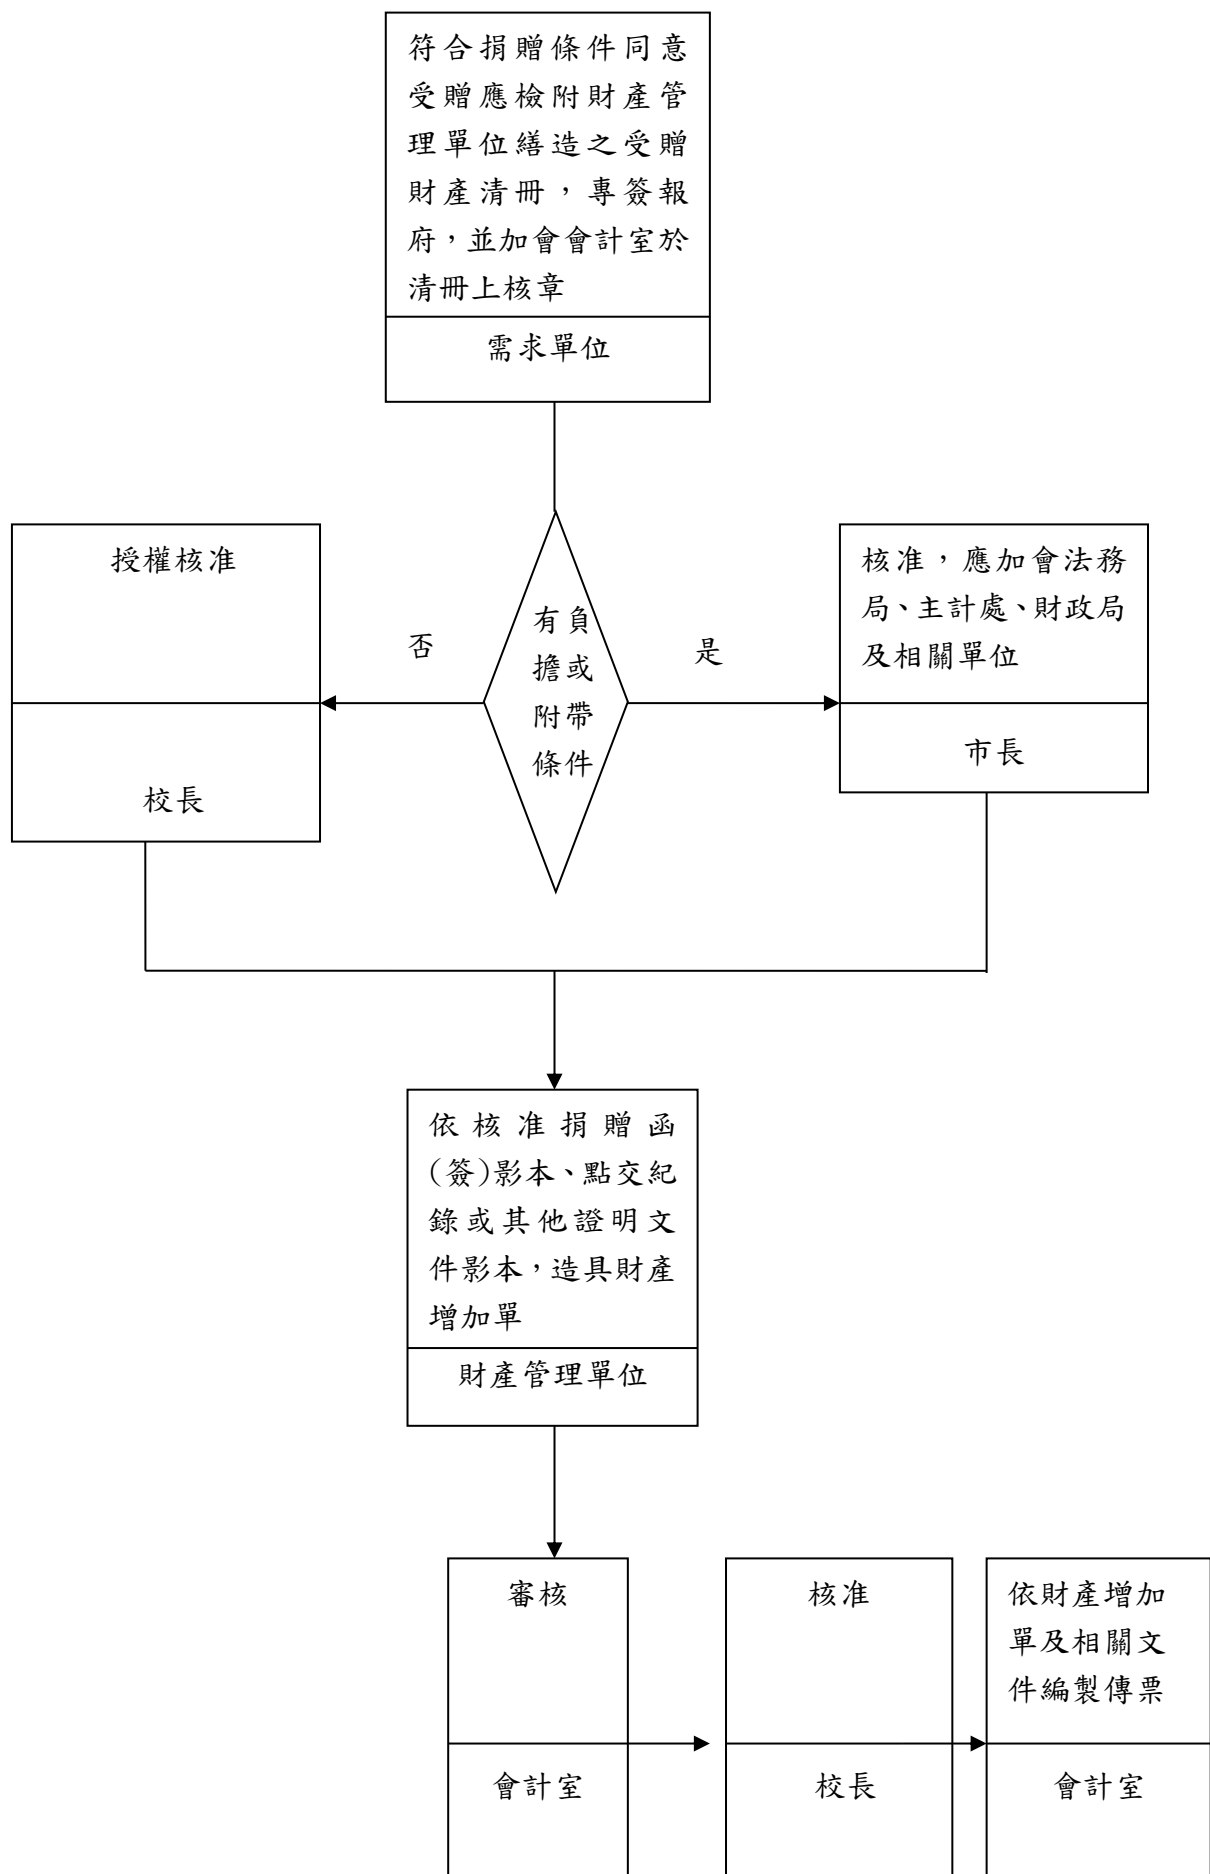 符合捐贈條件同意
受贈應檢附財產管
理單位繕造之受贈
財產清冊，專簽報
府，並加會會計室於
清冊上核章
需求單位
授權核准
校長
否
有負
擔或
附帶
條件
是
核准，應加會法務
局、主計處、財政局
及相關單位
市長
依核准捐贈函
(簽)影本、點交紀
錄或其他證明文
件影本，造具財產
增加單
財產管理單位
審核
會計室
核准
校長
依財產增加
單及相關文
件編製傳票
會計室